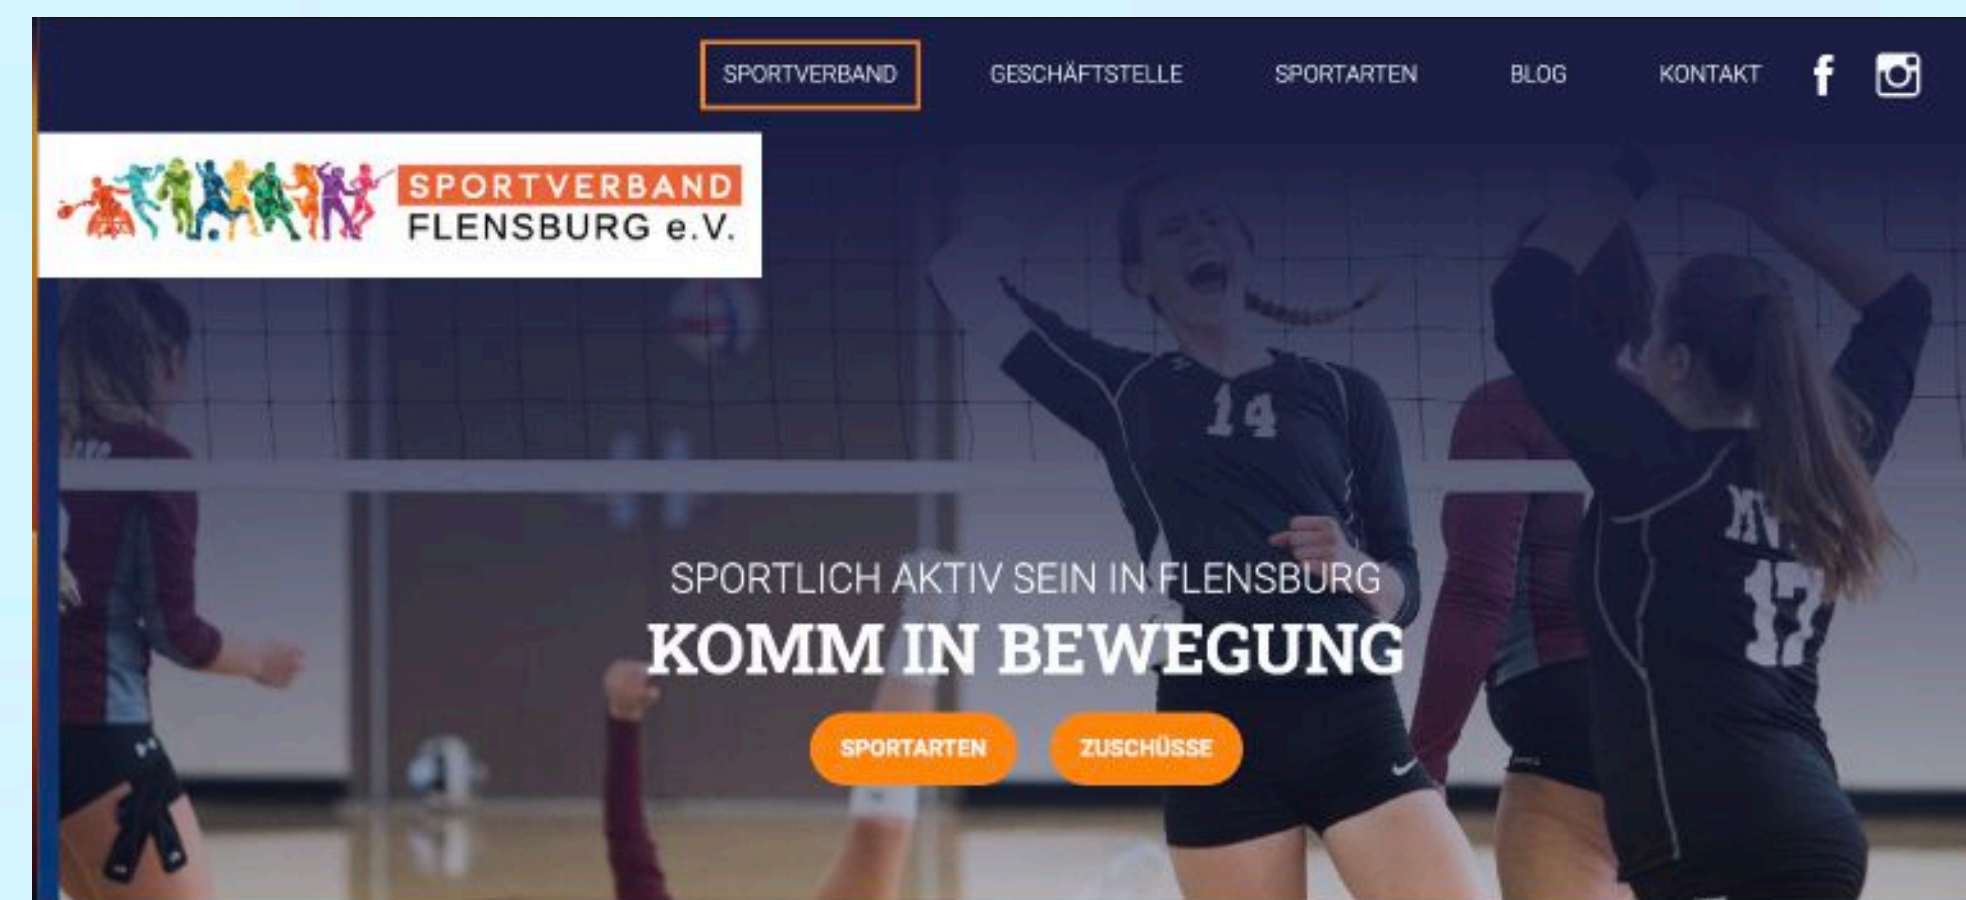 SPORTVERBAND GESCHÄFTSTELLE SPORTARTEN BLOG KONTAKT f
SPORTVERBAND
FLENSBURG e.V.
14
17
SPORTLICH AKTIV SEIN IN FLENSBURG
KOMM IN BEWEGUNG
SPORTARTEN ZUSCHÜSSE